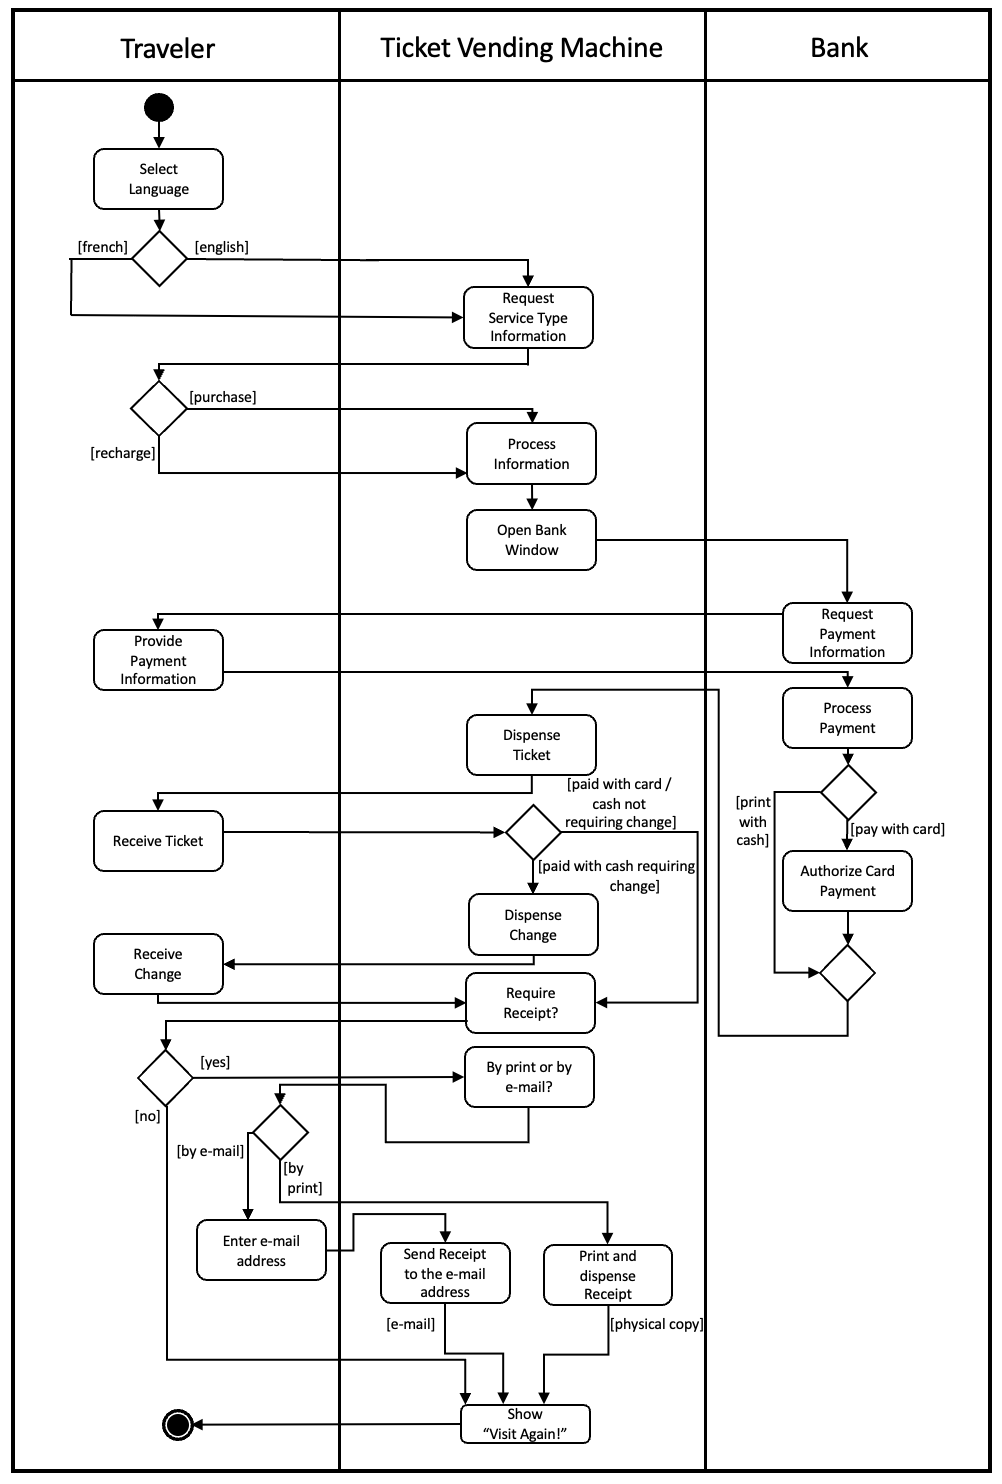 Traveler
Ticket Vending Machine
Bank
Select
Language
[french]
[english]
Request
Service Type
Information
[purchase]
[recharge]
Process
Information
Open Bank
Window
Request
Payment
Information
Provide
Payment
Information
Process
Payment
Dispense
Ticket
[print
with
cash]
[pay with card]
[paid with card /
cash not
requiring change]
Receive Ticket
[paid with cash requiring
change]
Authorize Card
Payment
Dispense
Change
Receive
Change
Require
Receipt?
[yes]
[no]
By print or by
e-mail?
[by e-mail]
[by
print]
Enter e-mail
address
Send Receipt
to the e-mail
address
Print and
dispense
Receipt
[e-mail]
[physical copy]
Show
“Visit Again!”